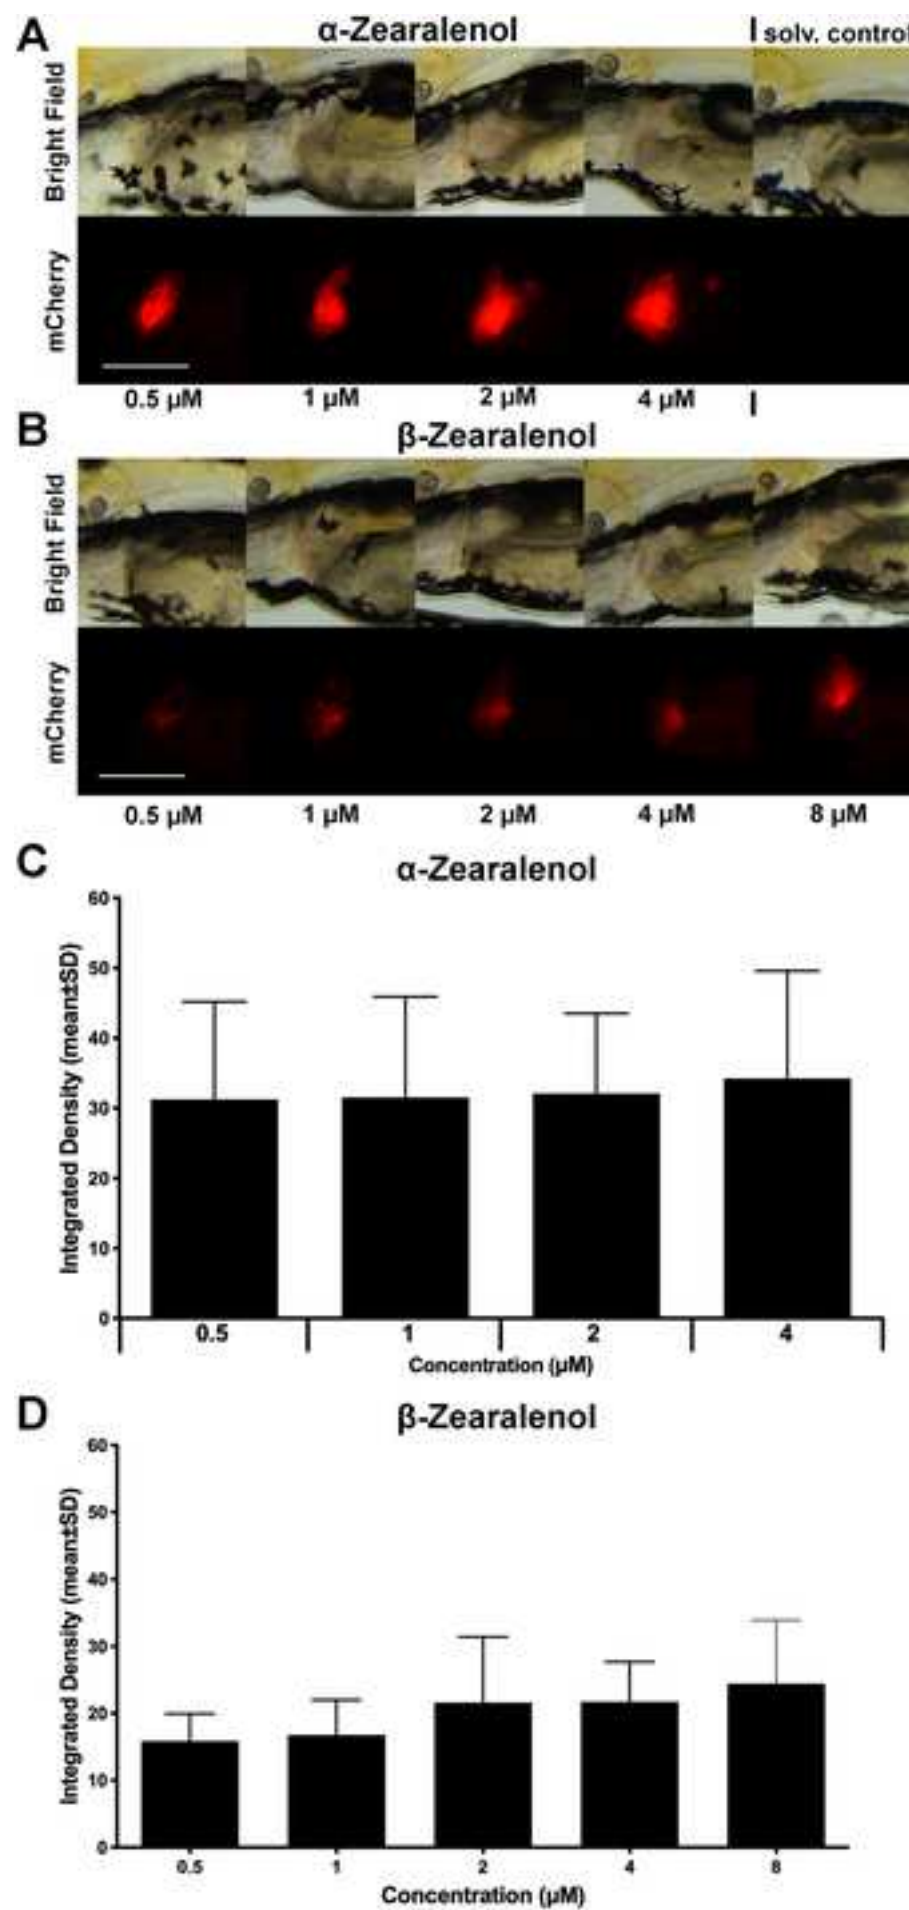 A
α-Zearalenol
solv. control
Bright Field
mCherry
0.5 µM 1 µM 2 µM 4 µM
B
β-Zearalenol
Bright Field
mCherry
0.5 µM 1 µM 2 µM 4 µM 8 µM
C
α-Zearalenol
Integrated Density (mean±SD)
60
50
40
30
20
10
0
0.5 1 2 4
Concentration (µM)
D
β-Zearalenol
Integrated Density (mean±SD)
60
50
40
30
20
10
0
0.5 1 2 4 8
Concentration (µM)